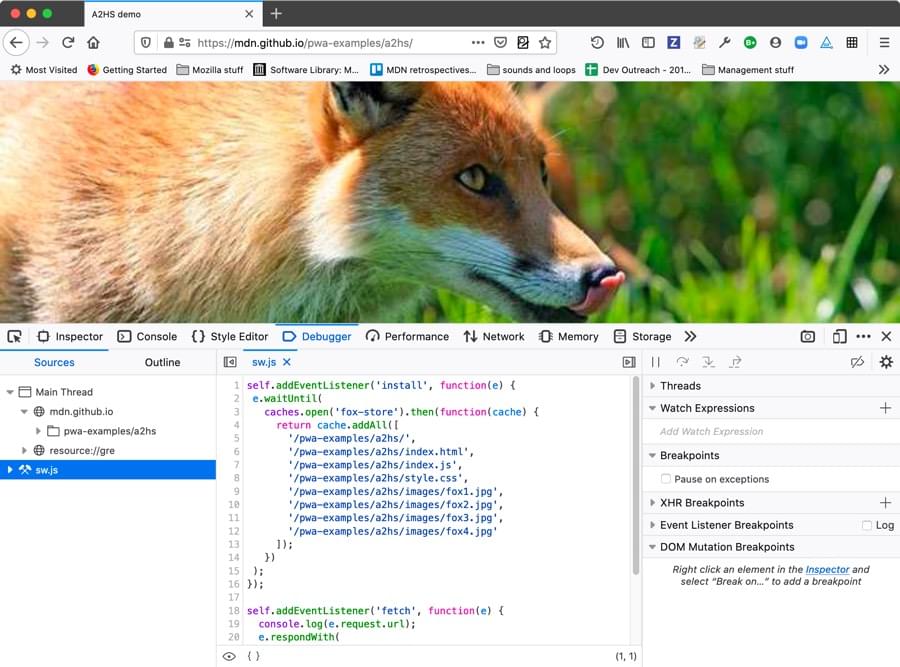 A2HS demo
https://mdn.github.io/pwa-examples/a2hs/
Most Visited Getting Started Mozilla stuff Software Library: M... MDN retrospectives... sounds and loops Dev Outreach - 201... Management stuff
Inspector Console Style Editor Debugger Performance Network Memory Storage
Sources Outline
Main Thread
mdn.github.io
pwa-examples/a2hs
resource://gre
sw.js
sw.js
1 self.addEventListener('install', function(e) {
2 e.waitUntil(
3 caches.open('fox-store').then(function(cache) {
4 return cache.addAll([
5 '/pwa-examples/a2hs/',
6 '/pwa-examples/a2hs/index.html',
7 '/pwa-examples/a2hs/index.js',
8 '/pwa-examples/a2hs/style.css',
9 '/pwa-examples/a2hs/images/fox1.jpg',
10 '/pwa-examples/a2hs/images/fox2.jpg',
11 '/pwa-examples/a2hs/images/fox3.jpg',
12 '/pwa-examples/a2hs/images/fox4.jpg'
13 ]);
14 })
15 );
16 });
17
18 self.addEventListener('fetch', function(e) {
19 console.log(e.request.url);
20 e.respondWith(
{ } (1, 1)
Threads
Watch Expressions
Add Watch Expression
Breakpoints
Pause on exceptions
XHR Breakpoints
Event Listener Breakpoints Log
DOM Mutation Breakpoints
Right click an element in the Inspector and
select “Break on…” to add a breakpoint